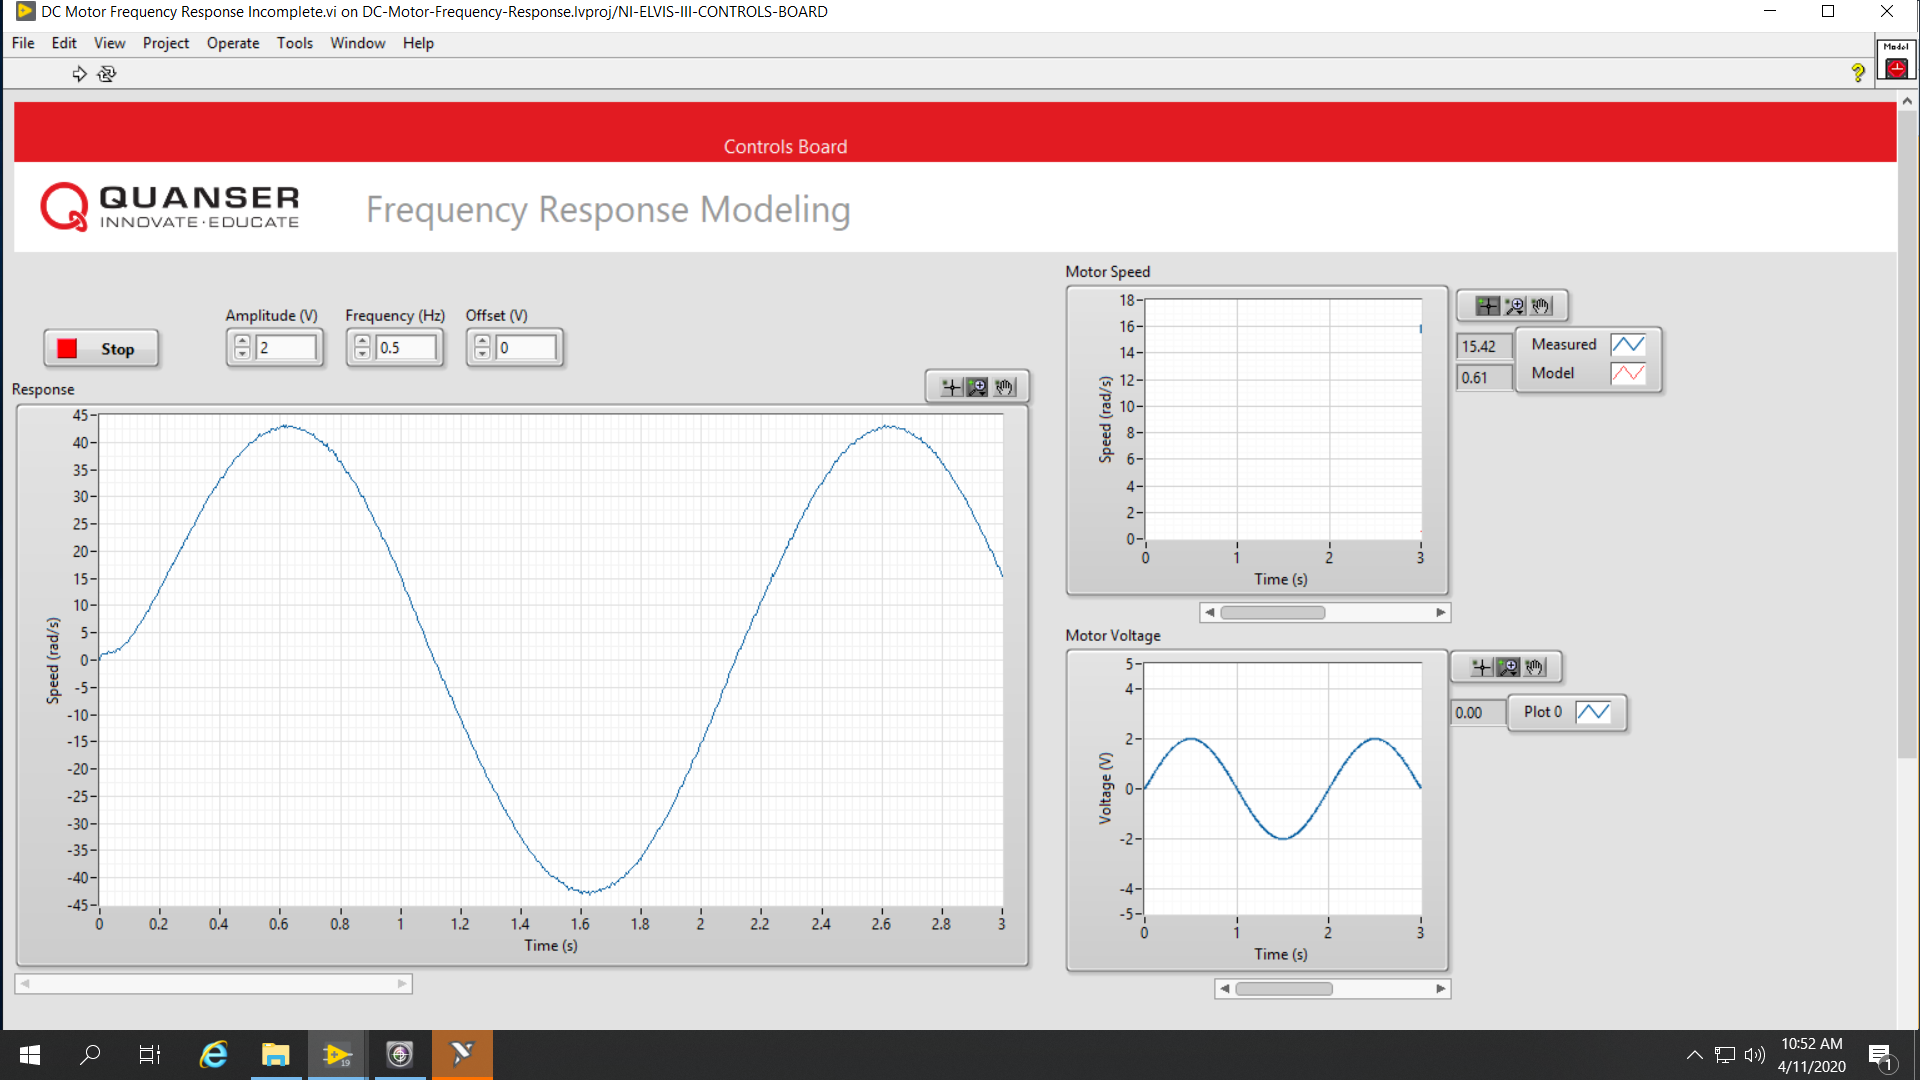 DC Motor Frequency Response Incomplete.vi on DC-Motor-Frequency-Response.lvproj/NI-ELVIS-III-CONTROLS-BOARD
File Edit View Project Operate Tools Window Help
Model
Controls Board
QUANSER
INNOVATE·EDUCATE
Frequency Response Modeling
Stop
Amplitude (V)
2
Frequency (Hz)
0.5
Offset (V)
0
Response
45
40
35
30
25
20
15
10
5
0
-5
-10
-15
-20
-25
-30
-35
-40
-45
Speed (rad/s)
0 0.2 0.4 0.6 0.8 1 1.2 1.4 1.6 1.8 2 2.2 2.4 2.6 2.8 3
Time (s)
Motor Speed
18
16
14
12
10
8
6
4
2
0
Speed (rad/s)
0 1 2 3
Time (s)
15.42 Measured
0.61 Model
Motor Voltage
5
4
2
0
-2
-4
-5
Voltage (V)
0 1 2 3
Time (s)
0.00 Plot 0
19
10:52 AM
4/11/2020
1